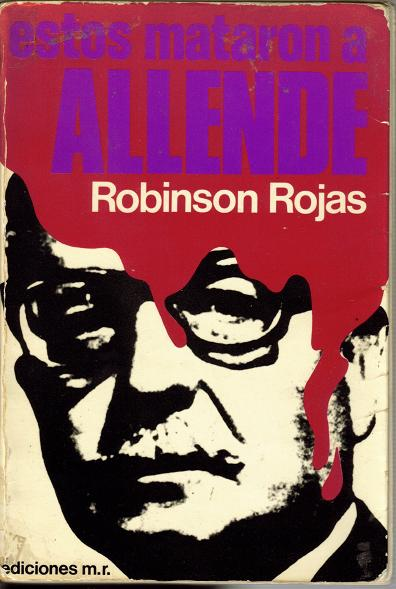 estos mataron a
ALLENDE
Robinson Rojas
ediciones m.r.